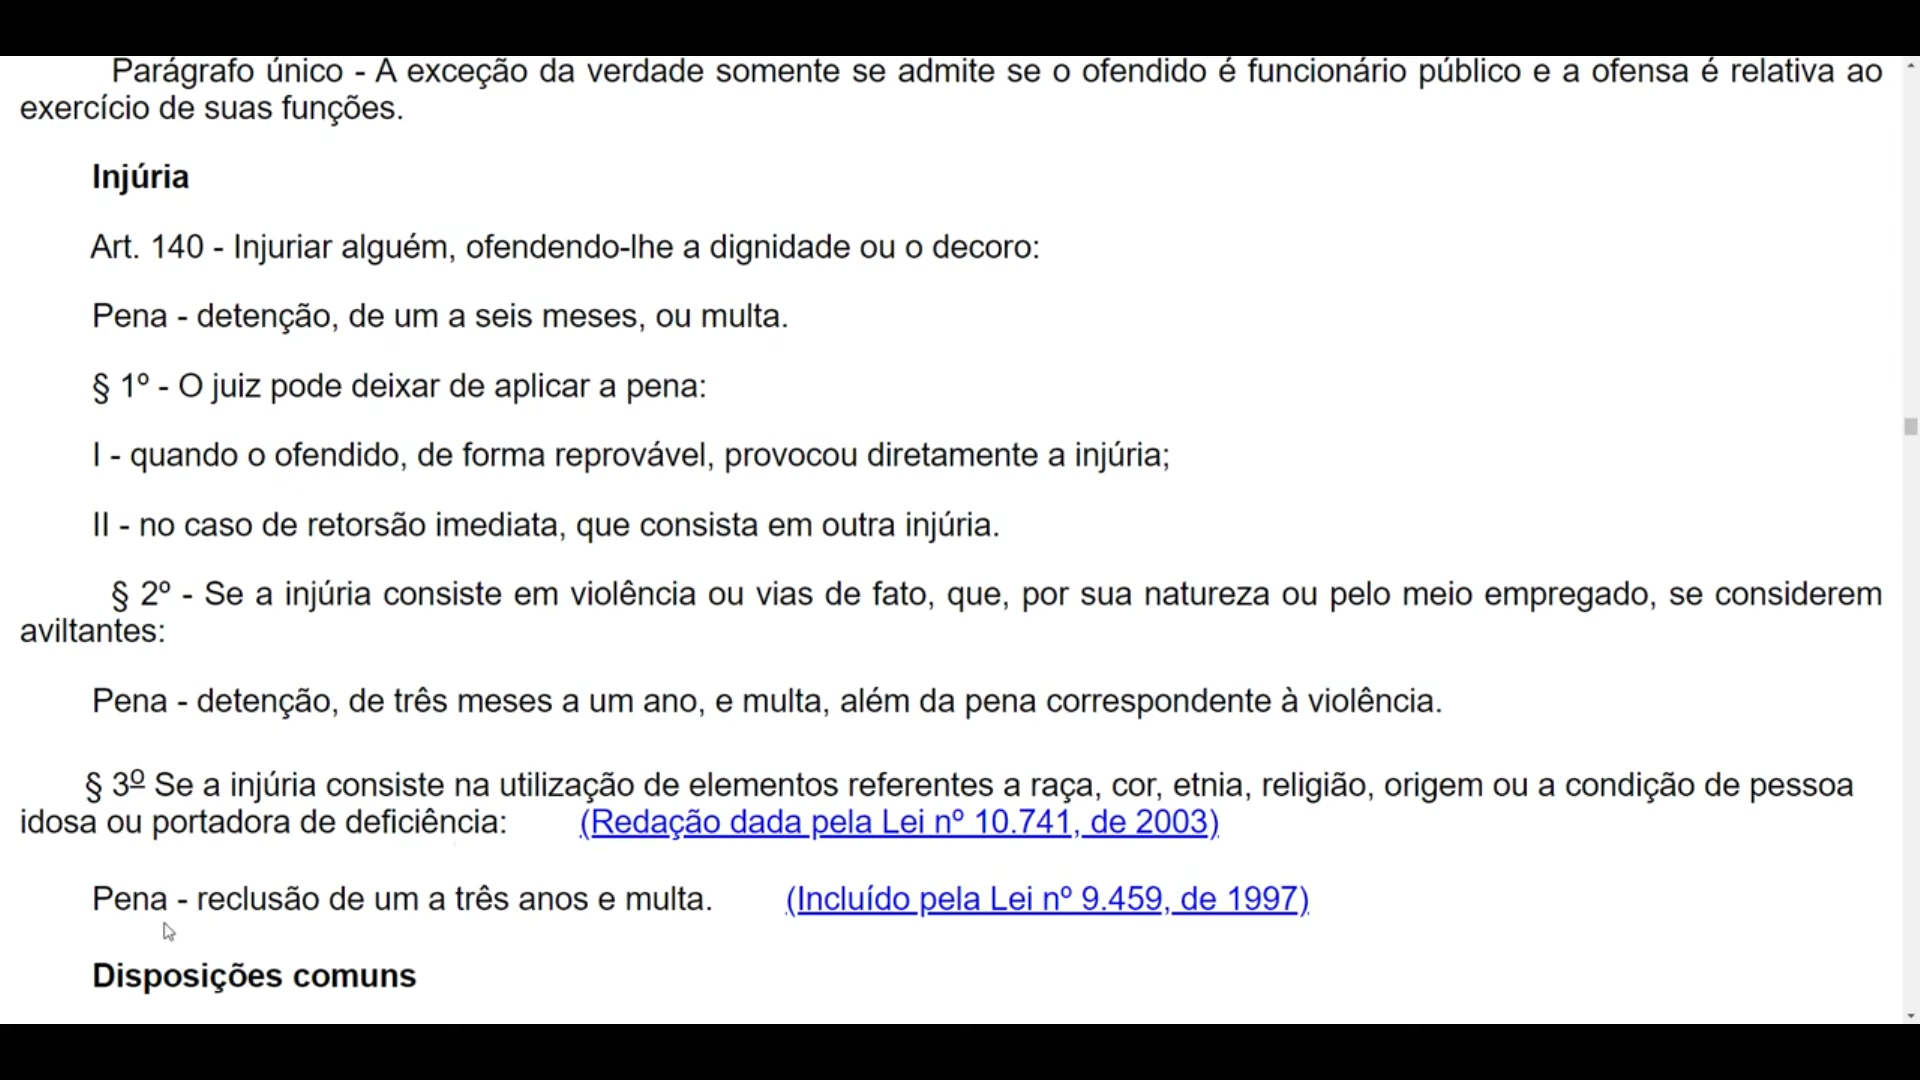 Parágrafo único - A exceção da verdade somente se admite se o ofendido é funcionário público e a ofensa é relativa ao
exercício de suas funções.
Injúria
Art. 140 - Injuriar alguém, ofendendo-lhe a dignidade ou o decoro:
Pena - detenção, de um a seis meses, ou multa.
§ 1º - O juiz pode deixar de aplicar a pena:
I - quando o ofendido, de forma reprovável, provocou diretamente a injúria;
II - no caso de retorsão imediata, que consista em outra injúria.
§ 2º - Se a injúria consiste em violência ou vias de fato, que, por sua natureza ou pelo meio empregado, se considerem
aviltantes:
Pena - detenção, de três meses a um ano, e multa, além da pena correspondente à violência.
§ 3º Se a injúria consiste na utilização de elementos referentes a raça, cor, etnia, religião, origem ou a condição de pessoa
idosa ou portadora de deficiência: (Redação dada pela Lei nº 10.741, de 2003)
Pena - reclusão de um a três anos e multa. (Incluído pela Lei nº 9.459, de 1997)
Disposições comuns